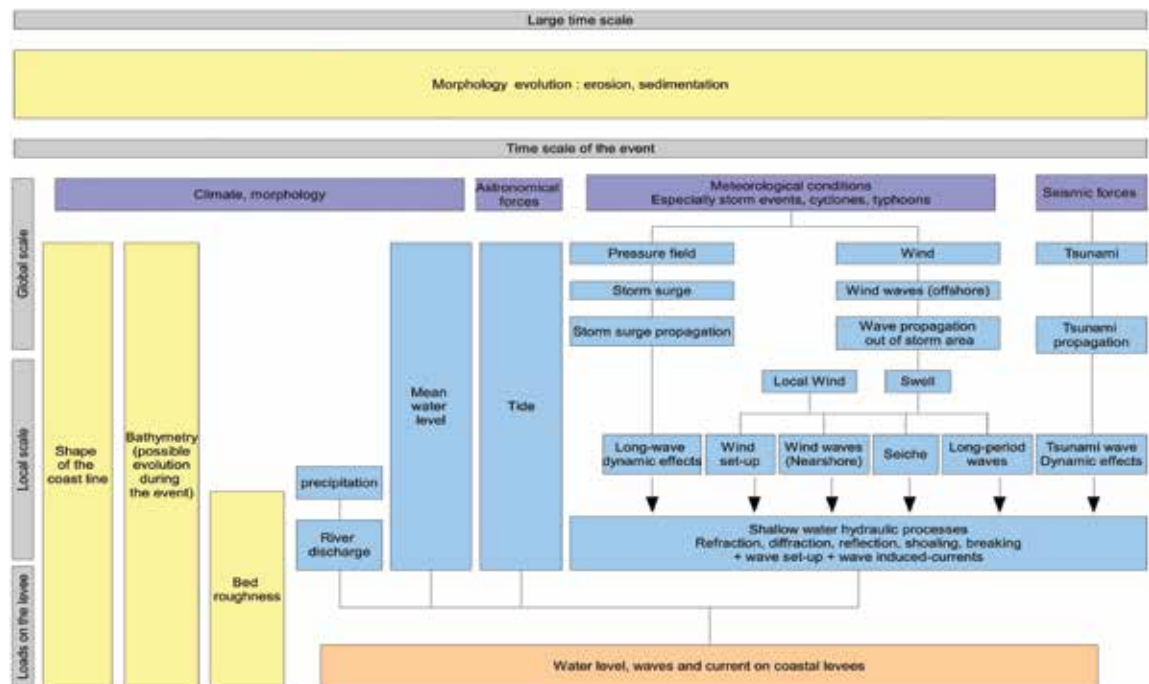 Large time scale
Morphology evolution : erosion, sedimentation
Time scale of the event
Global scale
Local scale
Loads on the levee
Climate, morphology
Astronomical
forces
Meteorological conditions
Especially storm events, cyclones, typhoons
Seismic forces
Pressure field
Wind
Tsunami
Storm surge
Wind waves (offshore)
Storm surge propagation
Wave propagation
out of storm area
Tsunami
propagation
Local Wind
Swell
Shape
of the
coast line
Bathymetry
(possible
evolution
during
the event)
Bed
roughness
precipitation
River
discharge
Mean
water
level
Tide
Long-wave
dynamic effects
Wind
set-up
Wind waves
(Nearshore)
Seiche
Long-period
waves
Tsunami wave
Dynamic effects
Shallow water hydraulic processes
Refraction, diffraction, reflection, shoaling, breaking
+ wave set-up + wave induced-currents
Water level, waves and current on coastal levees